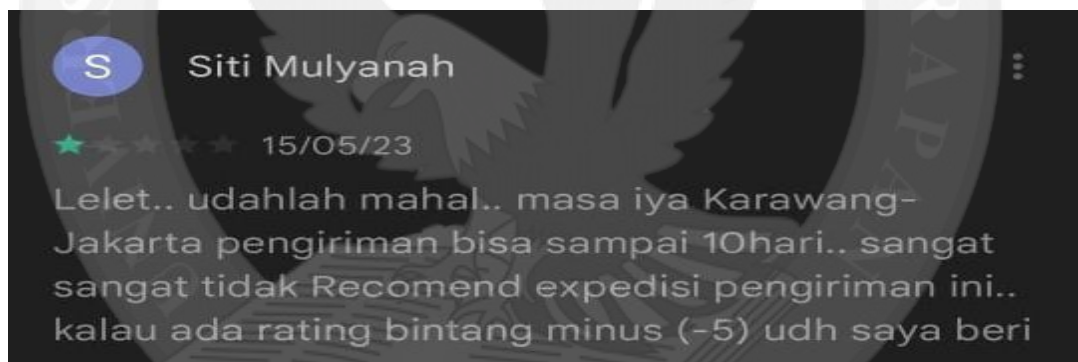 S
Siti Mulyanah
15/05/23
Lelet.. udahlah mahal.. masa iya Karawang-
Jakarta pengiriman bisa sampai 10hari.. sangat
sangat tidak Recomend expedisi pengiriman ini..
kalau ada rating bintang minus (-5) udh saya beri